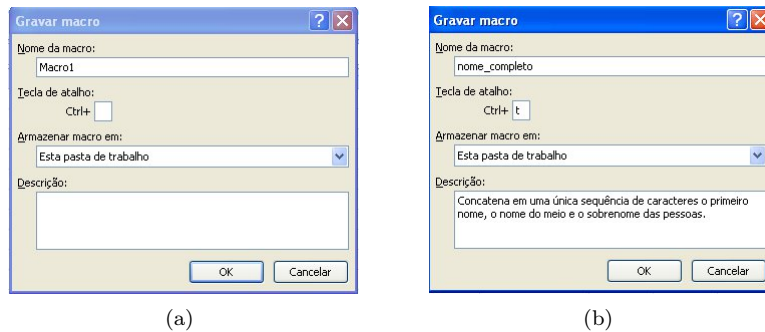 Gravar macro
Nome da macro:
Macro1
Tecla de atalho:
Ctrl+
Armazenar macro em:
Esta pasta de trabalho
Descrição:
OK
Cancelar
(a)
Gravar macro
Nome da macro:
nome_completo
Tecla de atalho:
Ctrl+ t
Armazenar macro em:
Esta pasta de trabalho
Descrição:
Concatena em uma única sequência de caracteres o primeiro
nome, o nome do meio e o sobrenome das pessoas.
OK
Cancelar
(b)